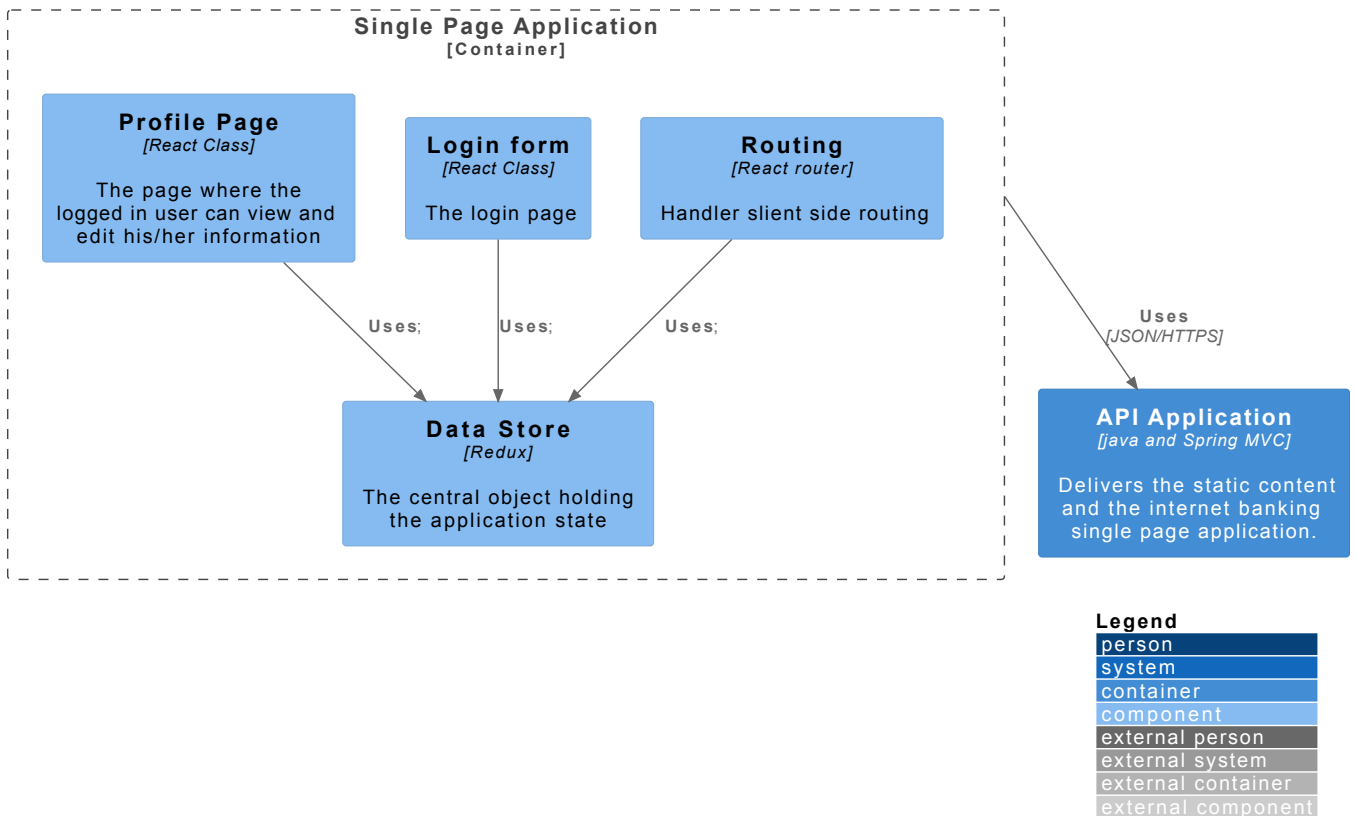 Single Page Application
[Container]
Profile Page
[React Class]
The page where the
logged in user can view and
edit his/her information
Login form
[React Class]
The login page
Routing
[React router]
Handler slient side routing
Uses;
Uses;
Uses;
Uses
[JSON/HTTPS]
Data Store
[Redux]
The central object holding
the application state
API Application
[java and Spring MVC]
Delivers the static content
and the internet banking
single page application.
Legend
person
system
container
component
external person
external system
external container
external component